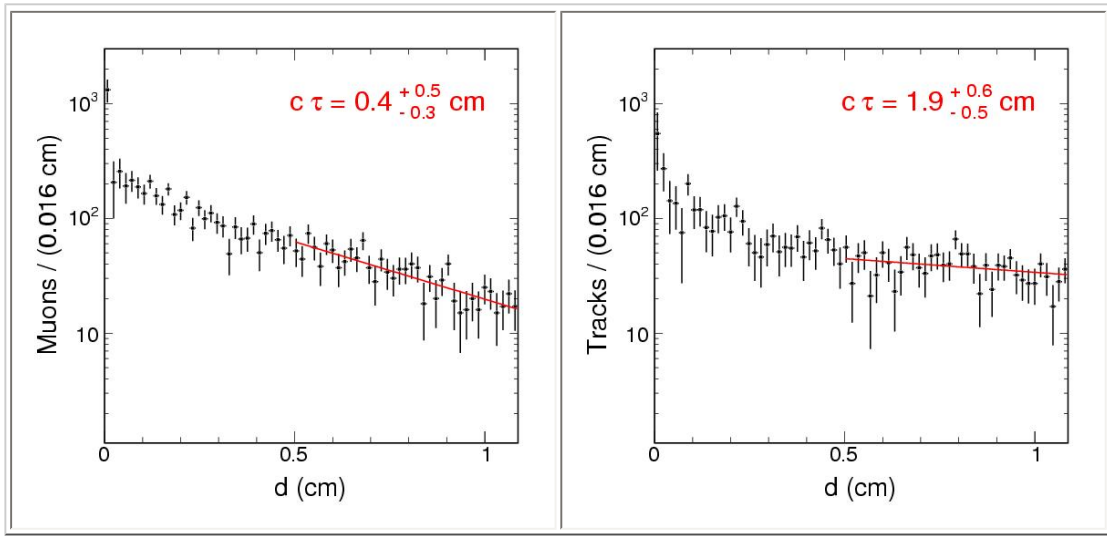 c τ = 0.4 + 0.5 - 0.3 cm
10³
10²
10
Muons / (0.016 cm)
0 0.5 1
d (cm)
c τ = 1.9 + 0.6 - 0.5 cm
10³
10²
10
Tracks / (0.016 cm)
0 0.5 1
d (cm)